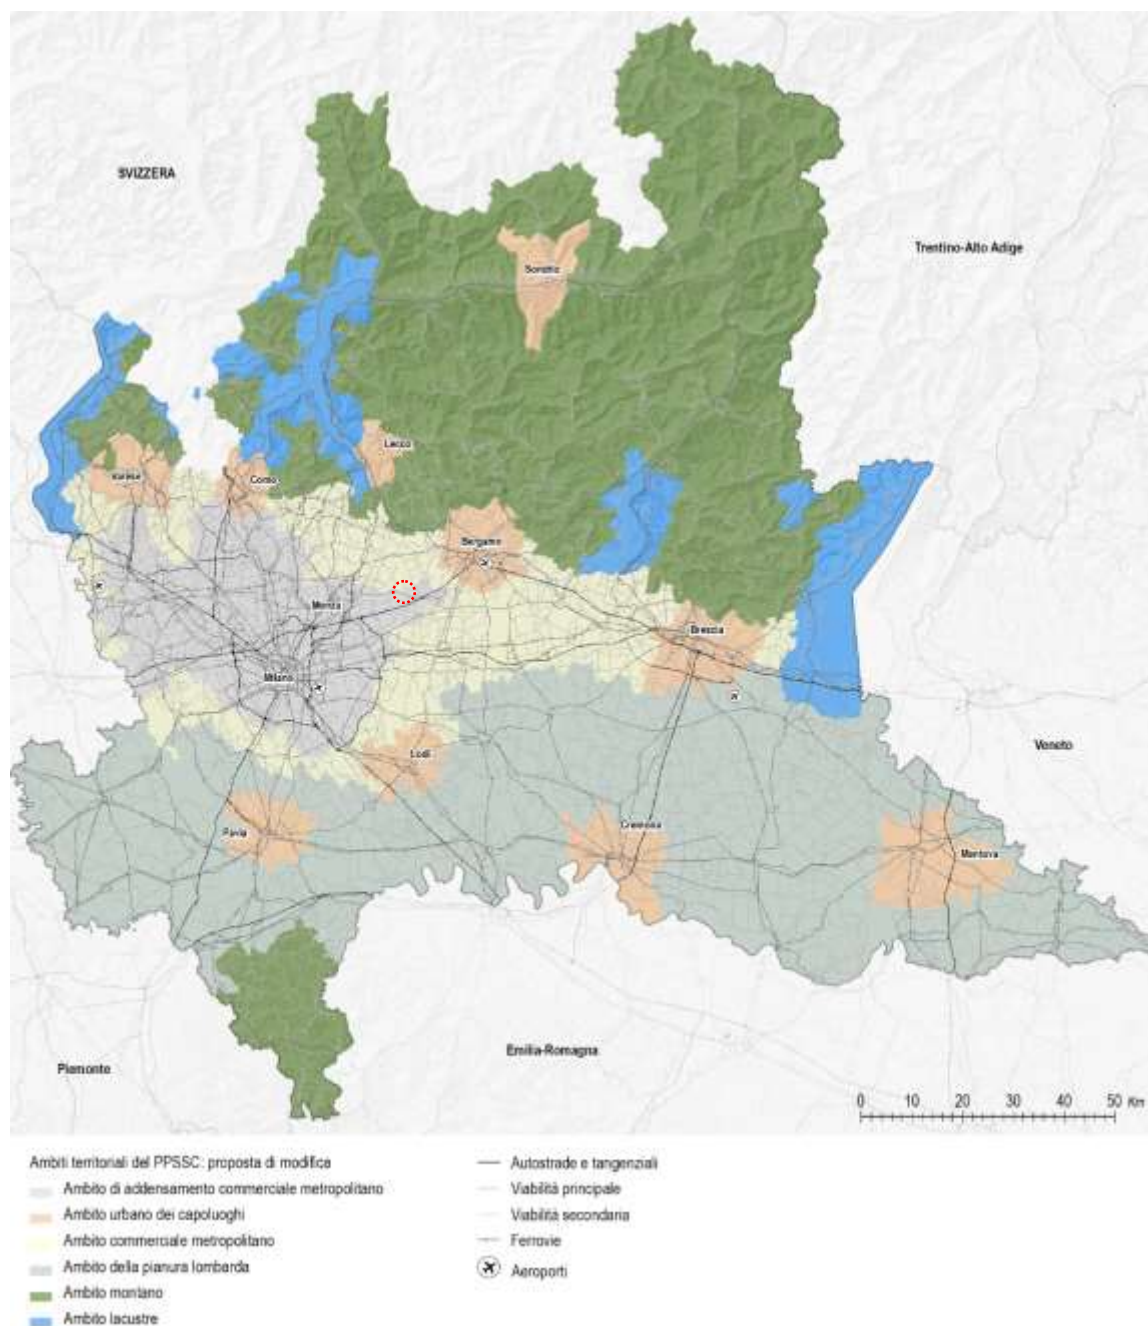 SVIZZERA
Trentino-Alto Adige
Sondrio
Lecco
Varese
Como
Bergamo
Monza
Brescia
Milano
Veneto
Lodi
Pavia
Cremona
Mantova
Emilia-Romagna
Piemonte
0 10 20 30 40 50 Km
Ambiti territoriali del PPSSC: proposta di modifica
Ambito di addensamento commerciale metropolitano
Ambito urbano dei capoluoghi
Ambito commerciale metropolitano
Ambito della pianura lombarda
Ambito montano
Ambito lacustre
Autostrade e tangenziali
Viabilità principale
Viabilità secondaria
Ferrovie
Aeroporti